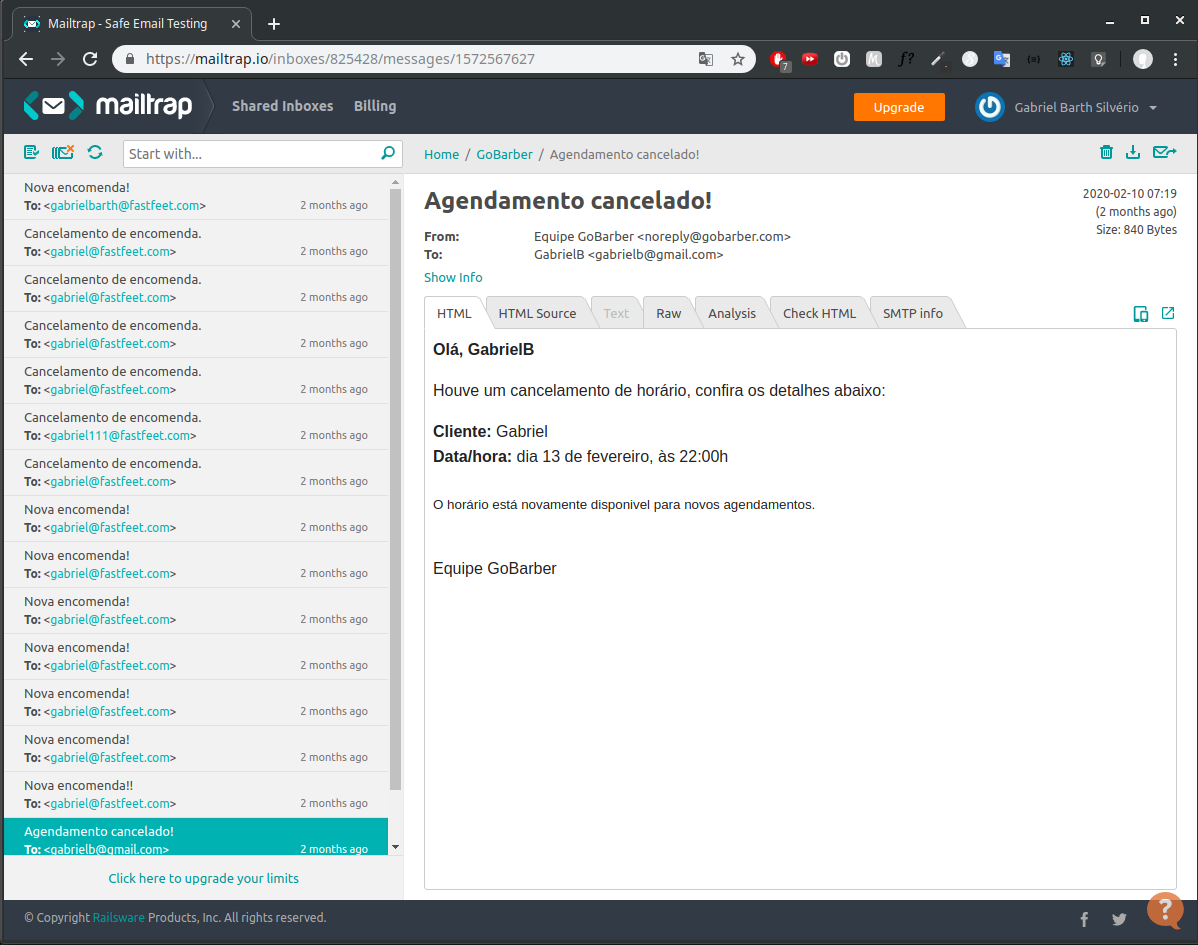 Mailtrap - Safe Email Testing
https://mailtrap.io/inboxes/825428/messages/1572567627
7
f?
mailtrap
Shared Inboxes
Billing
Upgrade
Gabriel Barth Silvério
Start with...
Home / GoBarber / Agendamento cancelado!
Nova encomenda!
To: <gabrielbarth@fastfeet.com> 2 months ago
Cancelamento de encomenda.
To: <gabriel@fastfeet.com> 2 months ago
Cancelamento de encomenda.
To: <gabriel@fastfeet.com> 2 months ago
Cancelamento de encomenda.
To: <gabriel@fastfeet.com> 2 months ago
Cancelamento de encomenda.
To: <gabriel@fastfeet.com> 2 months ago
Cancelamento de encomenda.
To: <gabriel111@fastfeet.com> 2 months ago
Cancelamento de encomenda.
To: <gabriel@fastfeet.com> 2 months ago
Nova encomenda!
To: <gabriel@fastfeet.com> 2 months ago
Nova encomenda!
To: <gabriel@fastfeet.com> 2 months ago
Nova encomenda!
To: <gabriel@fastfeet.com> 2 months ago
Nova encomenda!
To: <gabriel@fastfeet.com> 2 months ago
Nova encomenda!
To: <gabriel@fastfeet.com> 2 months ago
Nova encomenda!
To: <gabriel@fastfeet.com> 2 months ago
Nova encomenda!!
To: <gabriel@fastfeet.com> 2 months ago
Agendamento cancelado!
To: <gabrielb@gmail.com> 2 months ago
Click here to upgrade your limits
Agendamento cancelado!
2020-02-10 07:19
(2 months ago)
Size: 840 Bytes
From: Equipe GoBarber <noreply@gobarber.com>
To: GabrielB <gabrielb@gmail.com>
Show Info
HTML
HTML Source
Text
Raw
Analysis
Check HTML
SMTP info
Olá, GabrielB
Houve um cancelamento de horário, confira os detalhes abaixo:
Cliente: Gabriel
Data/hora: dia 13 de fevereiro, às 22:00h
O horário está novamente disponivel para novos agendamentos.
Equipe GoBarber
© Copyright Railsware Products, Inc. All rights reserved.
?